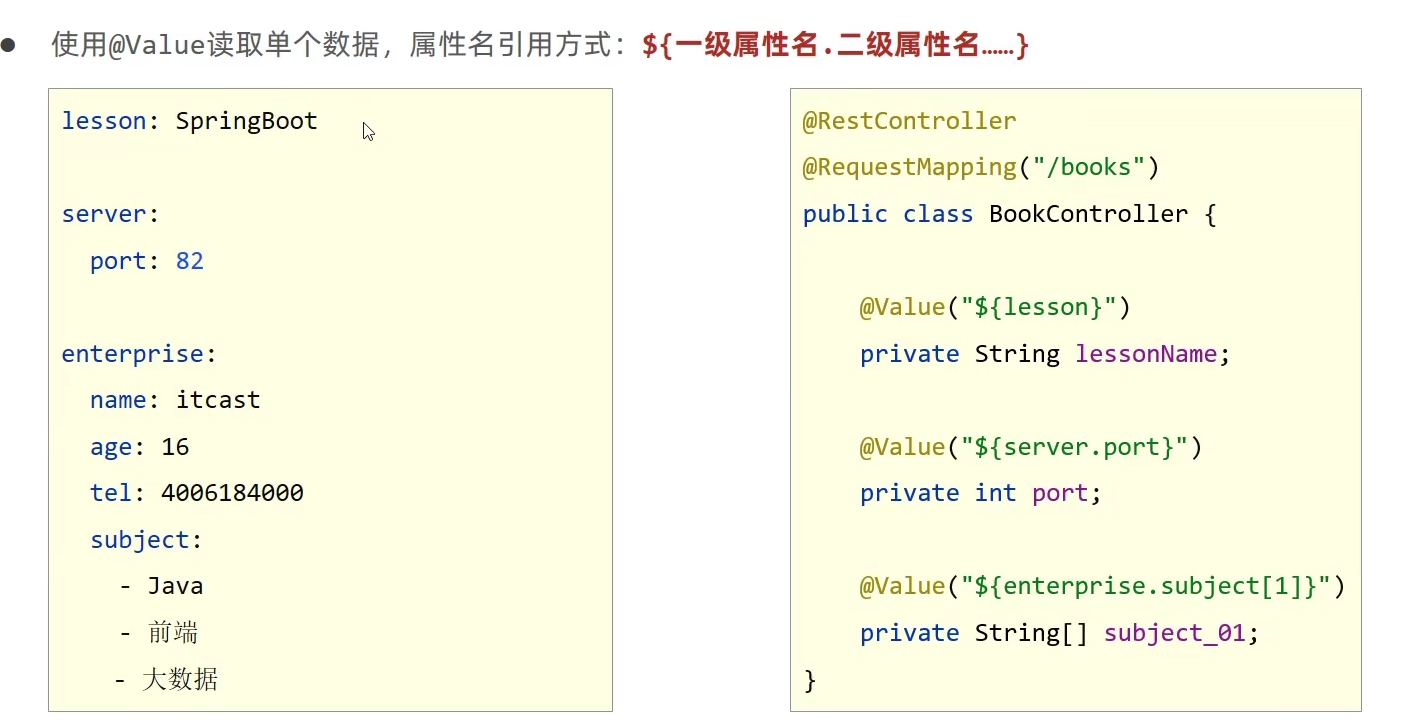 ● 使用@Value读取单个数据，属性名引用方式：${一级属性名.二级属性名……}
lesson: SpringBoot
server:
  port: 82
enterprise:
  name: itcast
  age: 16
  tel: 4006184000
  subject:
    - Java
    - 前端
    - 大数据
@RestController
@RequestMapping("/books")
public class BookController {
    @Value("${lesson}")
    private String lessonName;
    @Value("${server.port}")
    private int port;
    @Value("${enterprise.subject[1]}")
    private String[] subject_01;
}